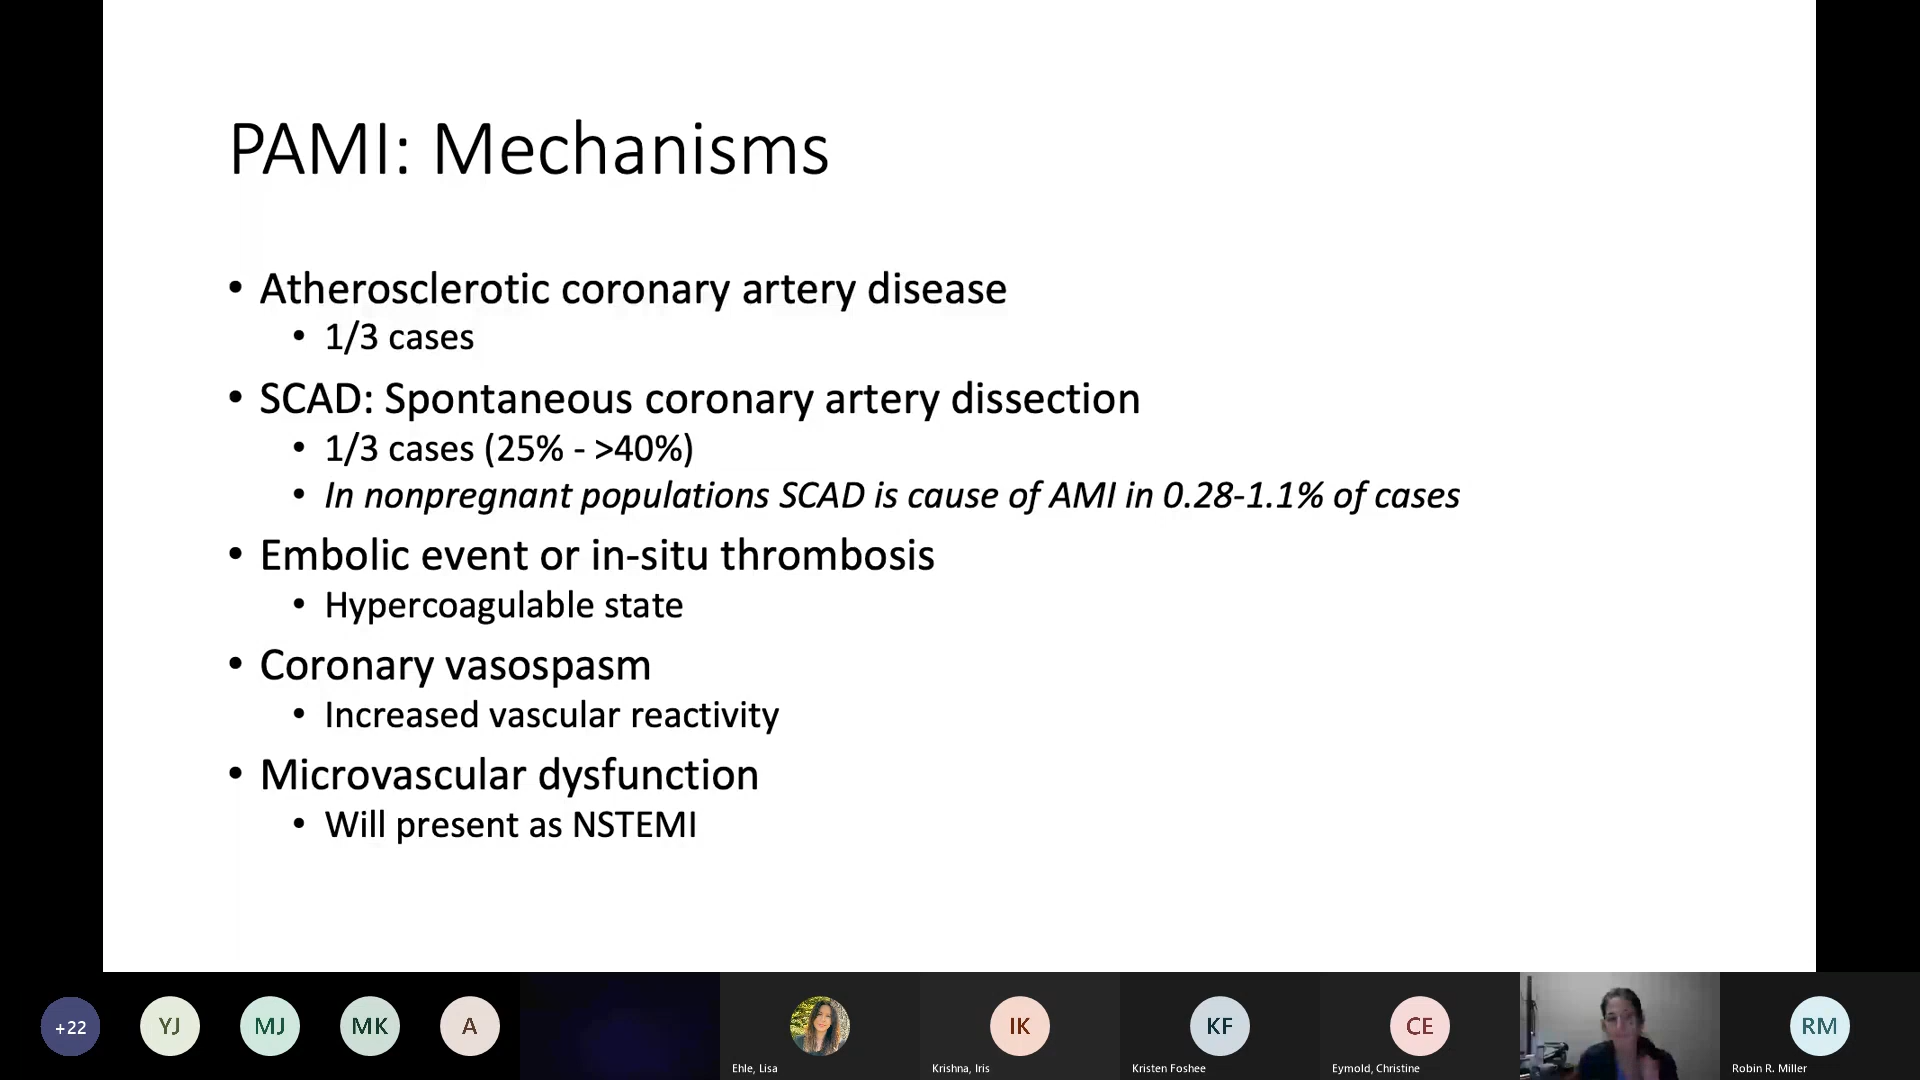 PAMI: Mechanisms
• Atherosclerotic coronary artery disease
• 1/3 cases
• SCAD: Spontaneous coronary artery dissection
• 1/3 cases (25% - >40%)
• In nonpregnant populations SCAD is cause of AMI in 0.28-1.1% of cases
• Embolic event or in-situ thrombosis
• Hypercoagulable state
• Coronary vasospasm
• Increased vascular reactivity
• Microvascular dysfunction
• Will present as NSTEMI
+22
YJ
MJ
MK
A
IK
KF
CE
RM
Ehle, Lisa
Krishna, Iris
Kristen Foshee
Eymold, Christine
Robin R. Miller